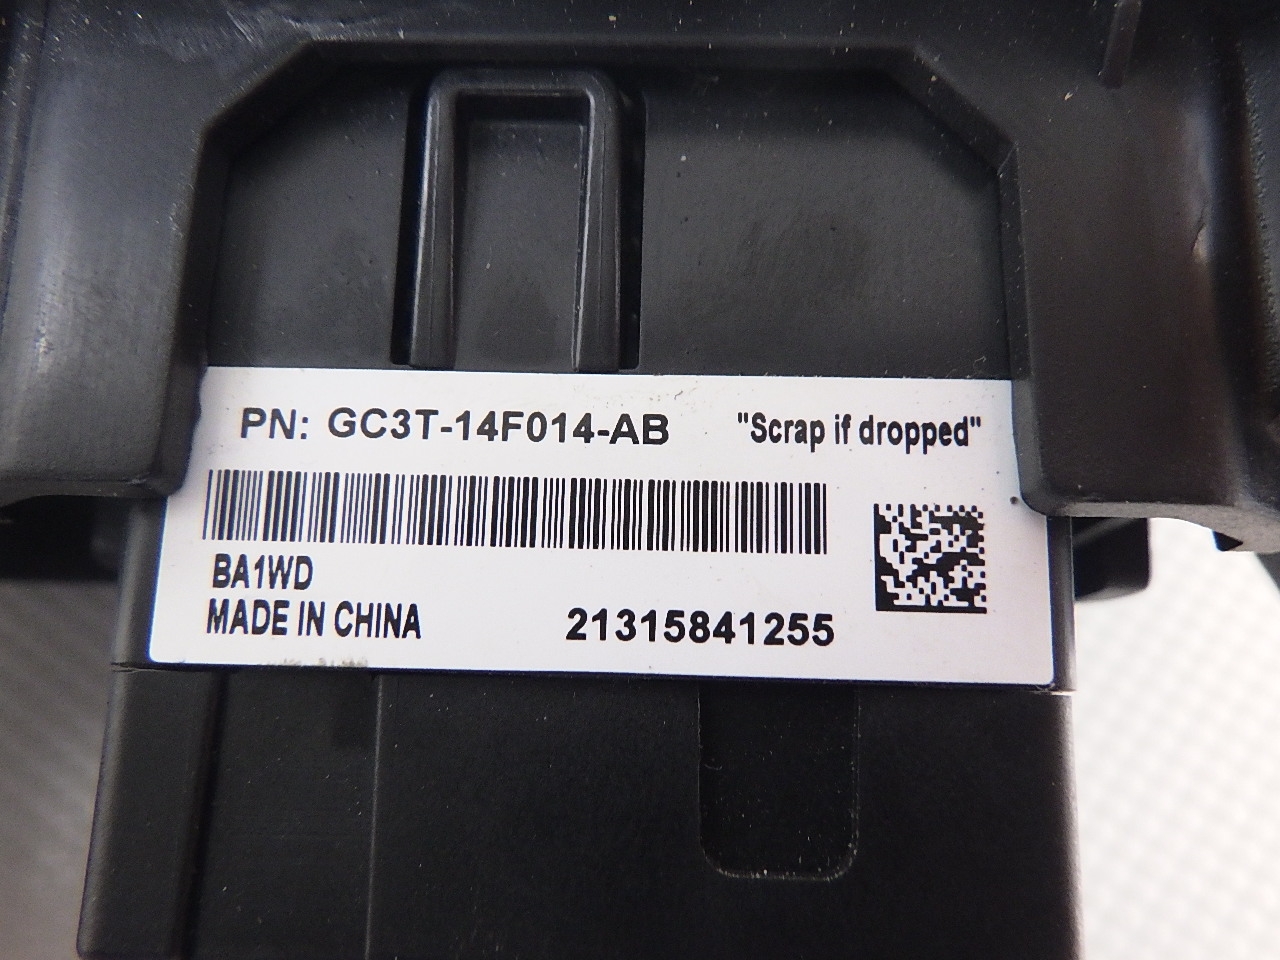 PN: GC3T-14F014-AB "Scrap if dropped"
BA1WD
MADE IN CHINA 21315841255